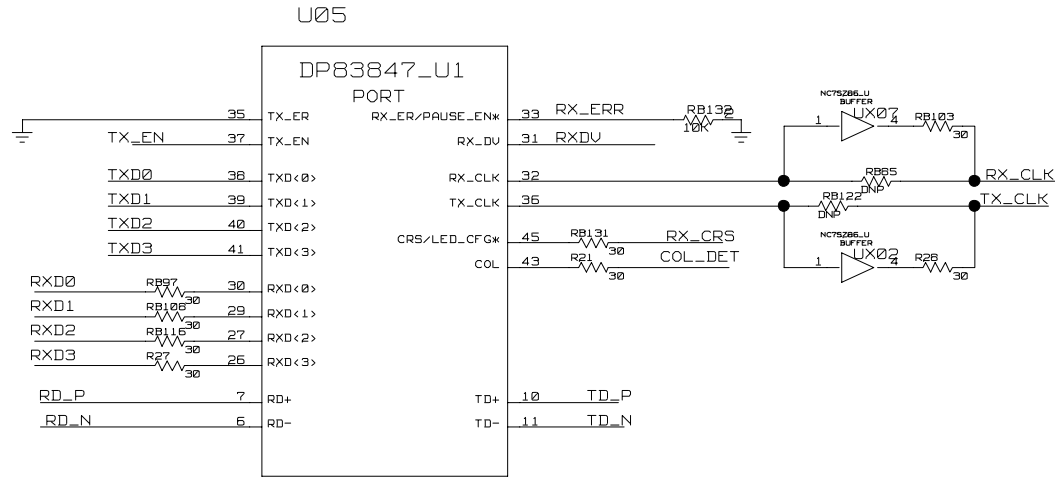 U05
DP83847_U1
PORT
35 TX_ER
TX_EN 37 TX_EN
TXD0 38 TXD<0>
TXD1 39 TXD<1>
TXD2 40 TXD<2>
TXD3 41 TXD<3>
RXD0 RB97 30 30 RXD<0>
RXD1 RB108 30 29 RXD<1>
RXD2 RB116 30 27 RXD<2>
RXD3 R27 30 26 RXD<3>
RD_P 7 RD+
RD_N 6 RD-
RX_ER/PAUSE_EN* 33 RX_ERR RB132 2 10K
RX_DV 31 RXDV
RX_CLK 32 RB65 DNP RX_CLK
TX_CLK 36 RB122 DNP TX_CLK
CRS/LED_CFG* 45 RB131 30 RX_CRS
COL 43 R21 30 COL_DET
TD+ 10 TD_P
TD- 11 TD_N
NC7SZ86_U
BUFFER
UX07
1 4 RB103 30
NC7SZ86_U
BUFFER
UX02
1 4 R28 30